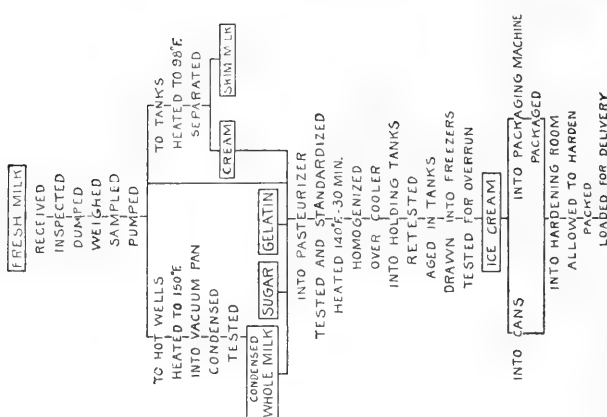 FRESH MILK
RECEIVED
INSPECTED
DUMPED
WEIGHED
SAMPLED
PUMPED
TO HOT WELLS
HEATED TO 150°F.
INTO VACUUM PAN
CONDENSED
TESTED
CONDENSED
WHOLE MILK
TO TANKS
HEATED TO 98°F.
SEPARATED
CREAM
SKIM MILK
SUGAR
GELATIN
INTO PASTEURIZER
TESTED AND STANDARDIZED
HEATED 140°F.-30 MIN.
HOMOGENIZED
OVER COOLER
INTO HOLDING TANKS
RETESTED
AGED IN TANKS
DRAWN INTO FREEZERS
TESTED FOR OVERRUN
ICE CREAM
INTO CANS
INTO PACKAGING MACHINE
PACKAGED
INTO HARDENING ROOM
ALLOWED TO HARDEN
PACKED
LOADED FOR DELIVERY